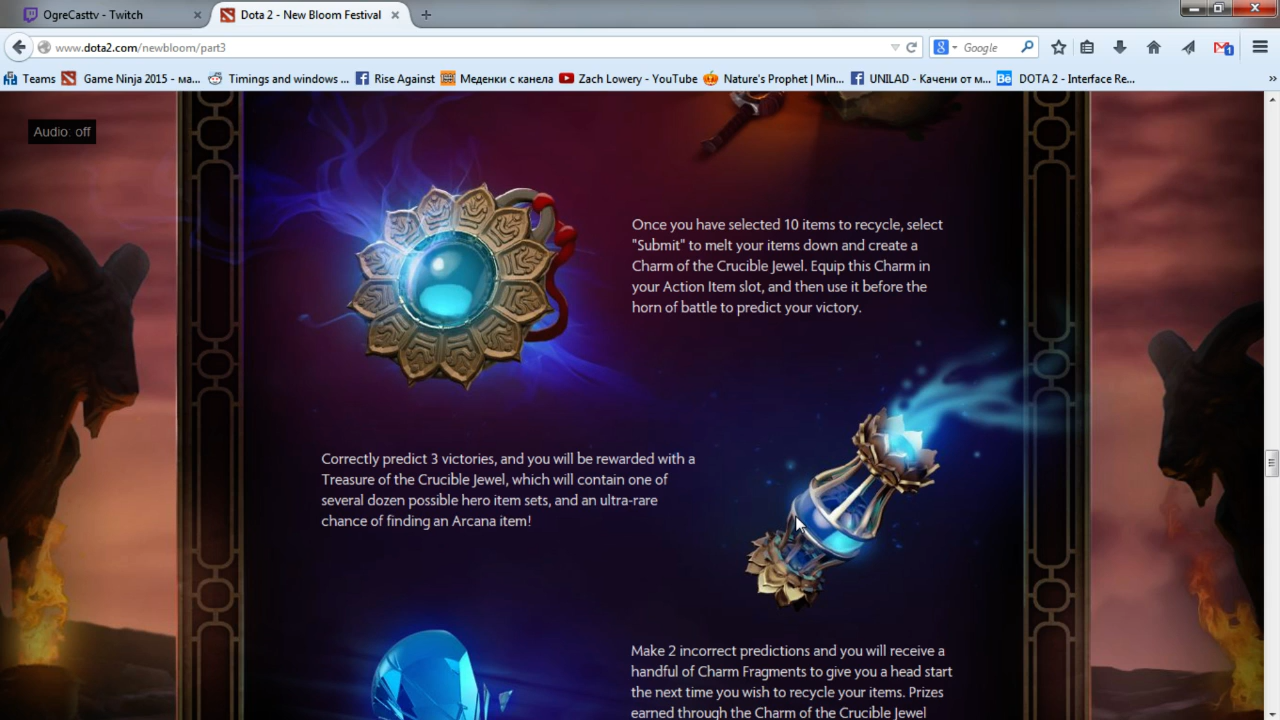 OgreCasttv - Twitch
Dota 2 - New Bloom Festival
www.dota2.com/newbloom/part3
Google
Teams
Game Ninja 2015 - ма...
Timings and windows ...
Rise Against
Меденки с канела
Zach Lowery - YouTube
Nature's Prophet | Min...
UNILAD - Качени от м...
Bē
DOTA 2 - Interface Re...
Audio: off
Once you have selected 10 items to recycle, select
"Submit" to melt your items down and create a
Charm of the Crucible Jewel. Equip this Charm in
your Action Item slot, and then use it before the
horn of battle to predict your victory.
Correctly predict 3 victories, and you will be rewarded with a
Treasure of the Crucible Jewel, which will contain one of
several dozen possible hero item sets, and an ultra-rare
chance of finding an Arcana item!
Make 2 incorrect predictions and you will receive a
handful of Charm Fragments to give you a head start
the next time you wish to recycle your items. Prizes
earned through the Charm of the Crucible Jewel